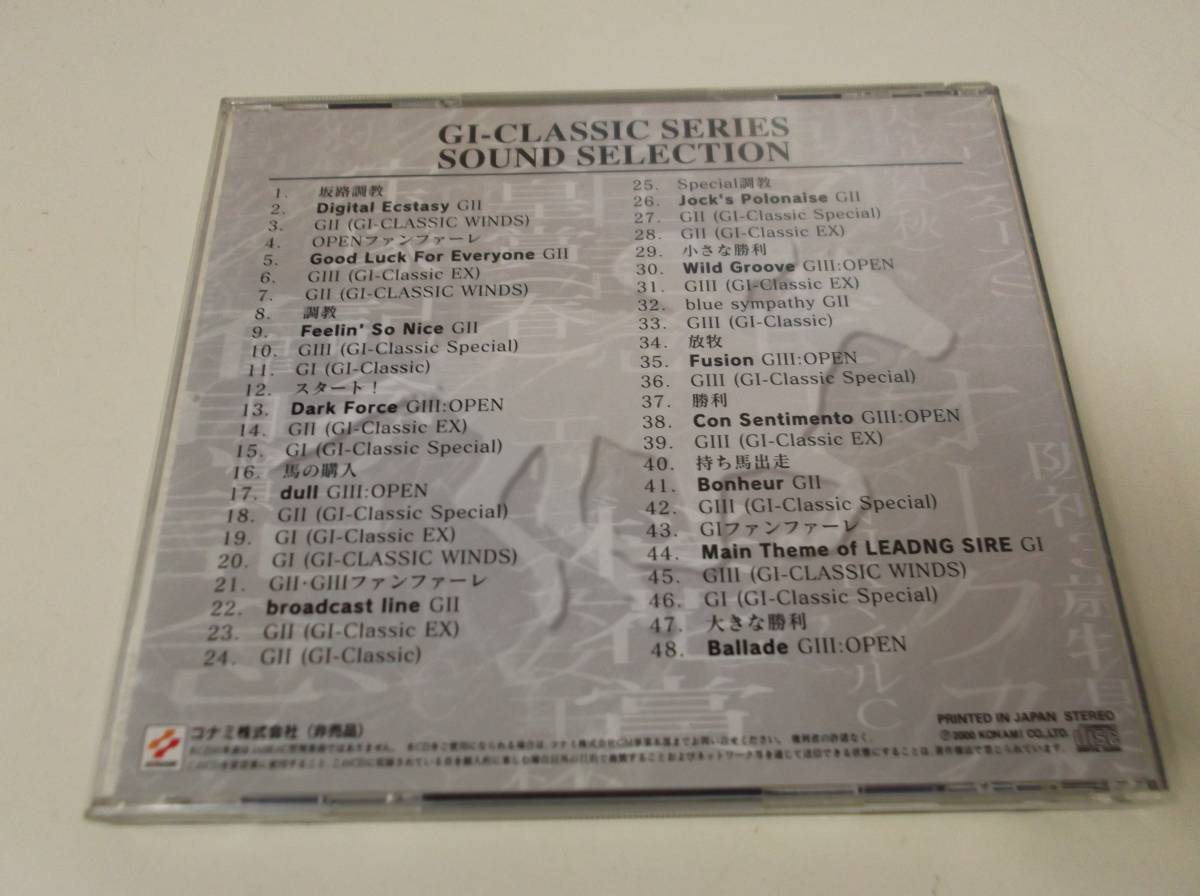 GI-CLASSIC SERIES
SOUND SELECTION
1. 坂路調教
2. Digital Ecstasy GII
3. GII (GI-CLASSIC WINDS)
4. OPENファンファーレ
5. Good Luck For Everyone GII
6. GIII (GI-Classic EX)
7. GII (GI-CLASSIC WINDS)
8. 調教
9. Feelin' So Nice GII
10. GIII (GI-Classic Special)
11. GI (GI-Classic)
12. スタート!
13. Dark Force GIII:OPEN
14. GII (GI-Classic EX)
15. GI (GI-Classic Special)
16. 馬の購入
17. dull GIII:OPEN
18. GII (GI-Classic Special)
19. GI (GI-Classic EX)
20. GI (GI-CLASSIC WINDS)
21. GII・GIIIファンファーレ
22. broadcast line GII
23. GII (GI-Classic EX)
24. GII (GI-Classic)
25. Special調教
26. Jock's Polonaise GII
27. GII (GI-Classic Special)
28. GII (GI-Classic EX)
29. 小さな勝利
30. Wild Groove GIII:OPEN
31. GIII (GI-Classic EX)
32. blue sympathy GII
33. GIII (GI-Classic)
34. 放牧
35. Fusion GIII:OPEN
36. GIII (GI-Classic Special)
37. 勝利
38. Con Sentimento GIII:OPEN
39. GIII (GI-Classic EX)
40. 持ち馬出走
41. Bonheur GII
42. GIII (GI-Classic Special)
43. GIファンファーレ
44. Main Theme of LEADNG SIRE GI
45. GIII (GI-CLASSIC WINDS)
46. GI (GI-Classic Special)
47. 大きな勝利
48. Ballade GIII:OPEN
KONAMI
コナミ株式会社 (非売品)
PRINTED IN JAPAN STEREO
Ⓟ2000 KONAMI CO.,LTD.